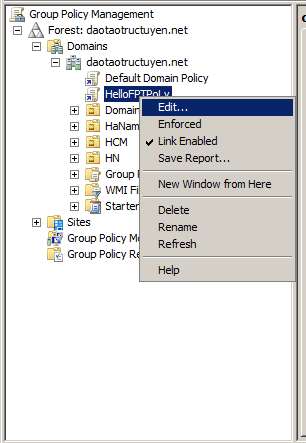 Group Policy Management
Forest: daotaotructuyen.net
Domains
daotaotructuyen.net
Default Domain Policy
HelloFPTPoLy
Domain
HaNam
HCM
HN
Group P
WMI Fil
Starter
Sites
Group Policy Mo
Group Policy Re
Edit...
Enforced
Link Enabled
Save Report...
New Window from Here
Delete
Rename
Refresh
Help